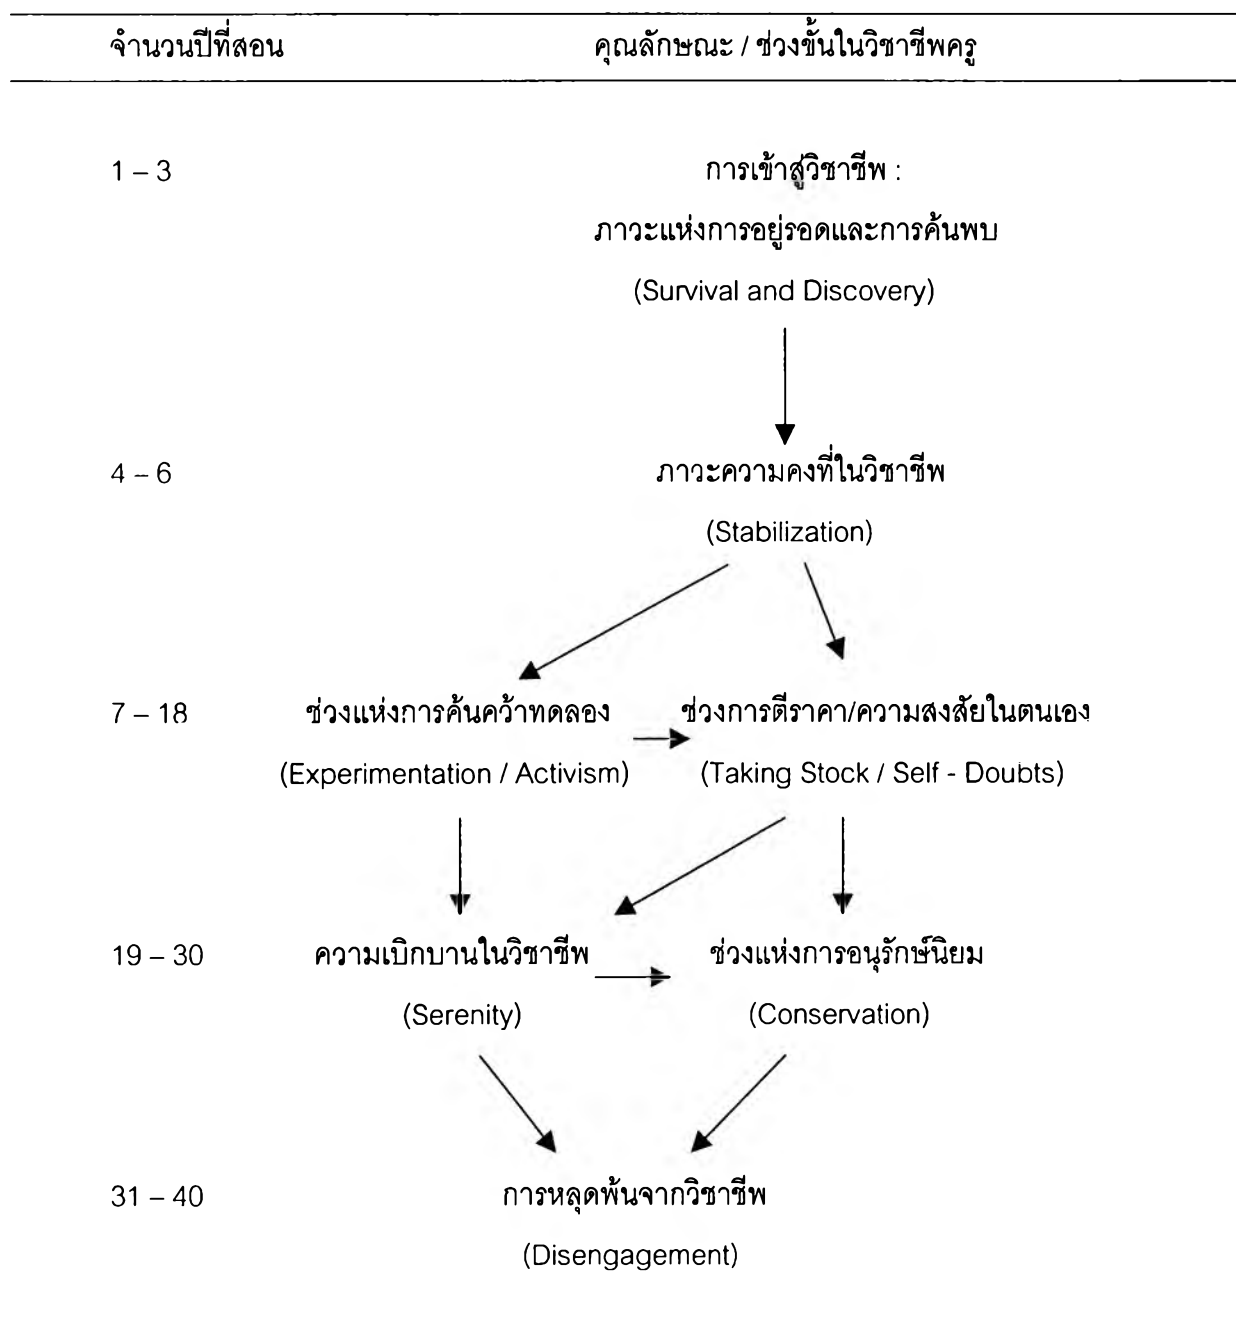 จำนวนปีที่สอน คุณลักษณะ / ช่วงขั้นในวิชาชีพครู
1 – 3 การเข้าสู่วิชาชีพ :
ภาวะแห่งการอยู่รอดและการค้นพบ
(Survival and Discovery)
4 – 6 ภาวะความคงที่ในวิชาชีพ
(Stabilization)
7 – 18 ช่วงแห่งการค้นคว้าทดลอง ช่วงการตีราคา/ความสงสัยในตนเอง
(Experimentation / Activism) (Taking Stock / Self - Doubts)
19 – 30 ความเบิกบานในวิชาชีพ ช่วงแห่งการอนุรักษ์นิยม
(Serenity) (Conservation)
31 – 40 การหลุดพ้นจากวิชาชีพ
(Disengagement)